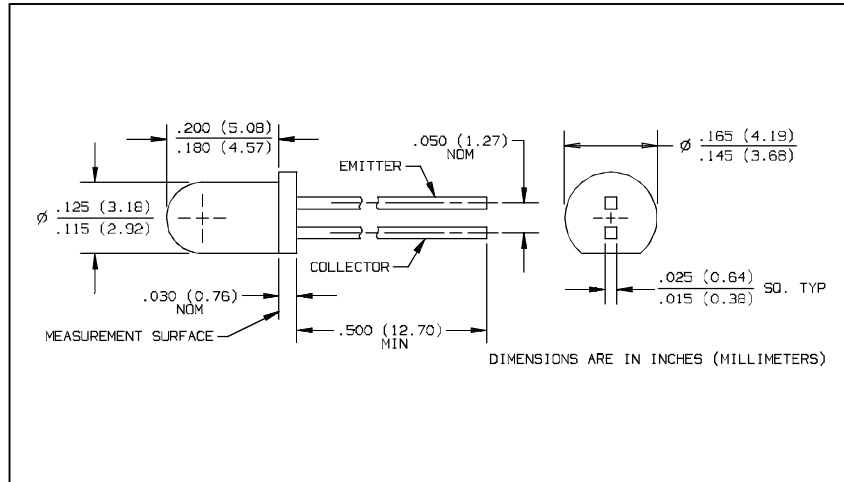 .200 (5.08)
.180 (4.57)
.050 (1.27)
NOM
EMITTER
ø .165 (4.19)
.145 (3.68)
ø .125 (3.18)
.115 (2.92)
COLLECTOR
.030 (0.76)
NOM
.025 (0.64)
.015 (0.38) SQ. TYP
MEASUREMENT SURFACE
.500 (12.70)
MIN
DIMENSIONS ARE IN INCHES (MILLIMETERS)